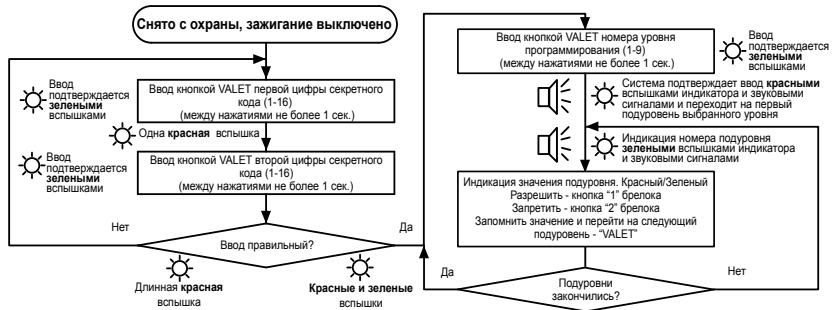 Снято с охраны, зажигание выключено
Ввод
подтверждается
зелеными
вспышками
Ввод кнопкой VALET первой цифры секретного
кода (1-16)
(между нажатиями не более 1 сек.)
Одна красная вспышка
Ввод
подтверждается
зелеными
вспышками
Ввод кнопкой VALET второй цифры секретного
кода (1-16)
(между нажатиями не более 1 сек.)
Нет
Ввод правильный?
Да
Длинная красная
вспышка
Красные и зеленые
вспышки
Ввод кнопкой VALET номера уровня
программирования (1-9)
(между нажатиями не более 1 сек.)
Ввод
подтверждается
зелеными
вспышками
Система подтверждает ввод красными
вспышками индикатора и звуковыми
сигналами и переходит на первый
подуровень выбранного уровня
Индикация номера подуровня
зелеными вспышками индикатора
и звуковыми сигналами
Индикация значения подуровня. Красный/Зеленый
Разрешить - кнопка “1” брелока
Запретить - кнопка “2” брелока
Запомнить значение и перейти на следующий
подуровень - “VALET”
Да
Подуровни
закончились?
Нет